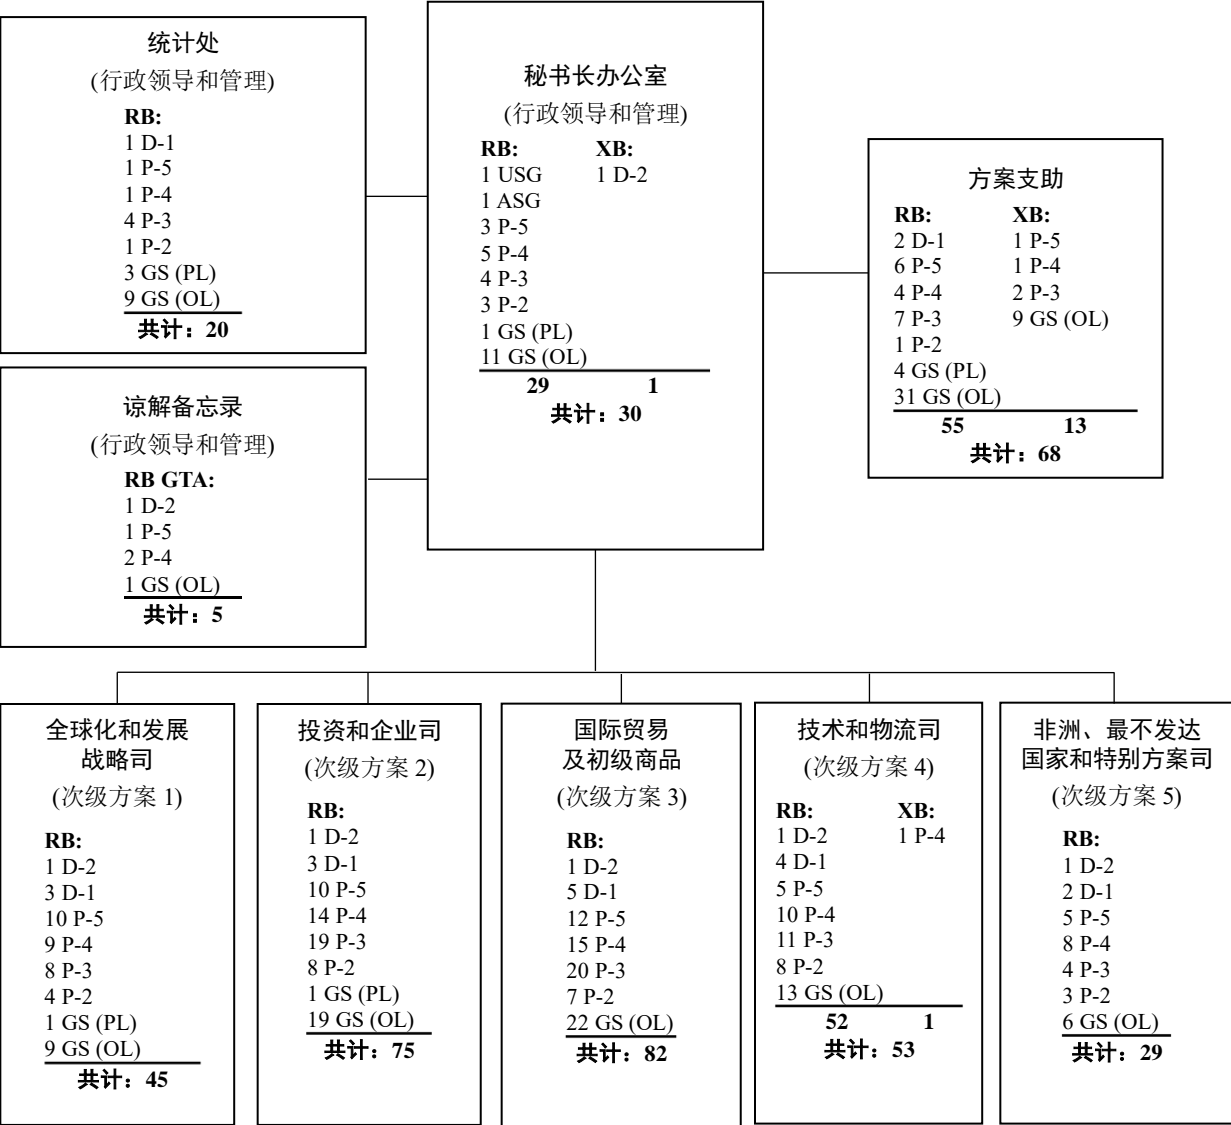 统计处
(行政领导和管理)
RB:
1 D-1
1 P-5
1 P-4
4 P-3
1 P-2
3 GS (PL)
9 GS (OL)
共计：20
谅解备忘录
(行政领导和管理)
RB GTA:
1 D-2
1 P-5
2 P-4
1 GS (OL)
共计：5
秘书长办公室
(行政领导和管理)
RB: XB:
1 USG 1 D-2
1 ASG
3 P-5
5 P-4
4 P-3
3 P-2
1 GS (PL)
11 GS (OL)
29 1
共计：30
方案支助
RB: XB:
2 D-1 1 P-5
6 P-5 1 P-4
4 P-4 2 P-3
7 P-3 9 GS (OL)
1 P-2
4 GS (PL)
31 GS (OL)
55 13
共计：68
全球化和发展
战略司
(次级方案 1)
RB:
1 D-2
3 D-1
10 P-5
9 P-4
8 P-3
4 P-2
1 GS (PL)
9 GS (OL)
共计：45
投资和企业司
(次级方案 2)
RB:
1 D-2
3 D-1
10 P-5
14 P-4
19 P-3
8 P-2
1 GS (PL)
19 GS (OL)
共计：75
国际贸易
及初级商品
(次级方案 3)
RB:
1 D-2
5 D-1
12 P-5
15 P-4
20 P-3
7 P-2
22 GS (OL)
共计：82
技术和物流司
(次级方案 4)
RB: XB:
1 D-2 1 P-4
4 D-1
5 P-5
10 P-4
11 P-3
8 P-2
13 GS (OL)
52 1
共计：53
非洲、最不发达
国家和特别方案司
(次级方案 5)
RB:
1 D-2
2 D-1
5 P-5
8 P-4
4 P-3
3 P-2
6 GS (OL)
共计：29